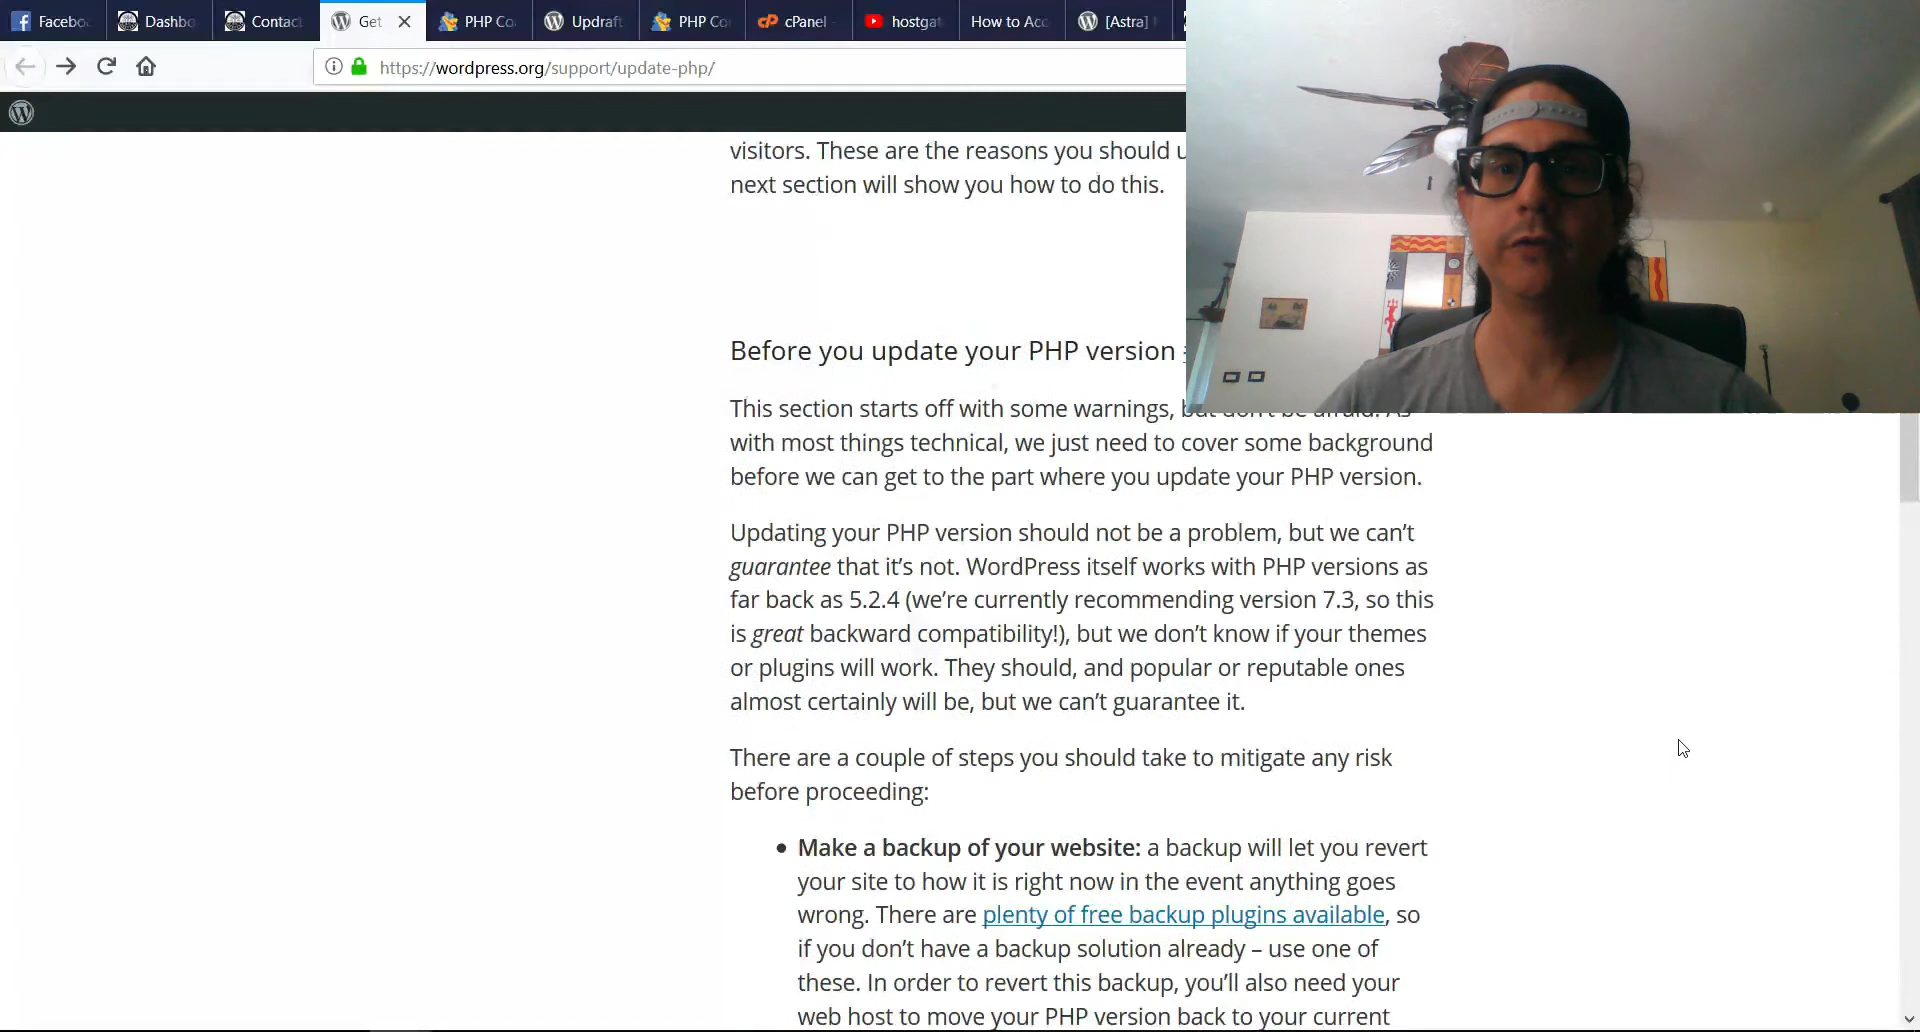 Facebo
Dashbo
Contact
Get
PHP Co
Updraft
PHP Co
cPanel -
hostgat
How to Acc
[Astra]
https://wordpress.org/support/update-php/
visitors. These are the reasons you should u
next section will show you how to do this.
Before you update your PHP version
This section starts off with some warnings, but don't be afraid. As
with most things technical, we just need to cover some background
before we can get to the part where you update your PHP version.
Updating your PHP version should not be a problem, but we can’t
guarantee that it’s not. WordPress itself works with PHP versions as
far back as 5.2.4 (we’re currently recommending version 7.3, so this
is great backward compatibility!), but we don’t know if your themes
or plugins will work. They should, and popular or reputable ones
almost certainly will be, but we can’t guarantee it.
There are a couple of steps you should take to mitigate any risk
before proceeding:
• Make a backup of your website: a backup will let you revert
your site to how it is right now in the event anything goes
wrong. There are plenty of free backup plugins available, so
if you don’t have a backup solution already – use one of
these. In order to revert this backup, you’ll also need your
web host to move your PHP version back to your current